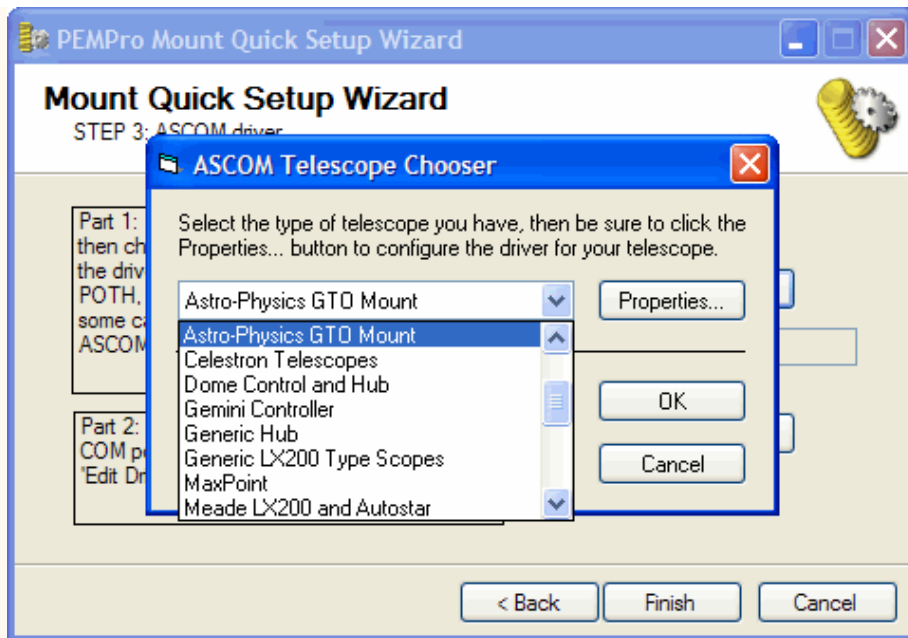 PEMPro Mount Quick Setup Wizard
Mount Quick Setup Wizard
STEP 3: ASCOM driver
ASCOM Telescope Chooser
Select the type of telescope you have, then be sure to click the
Properties... button to configure the driver for your telescope.
Part 1:
then ch
the driv
POTH,
some ca
ASCOM
Astro-Physics GTO Mount
Properties...
Astro-Physics GTO Mount
Celestron Telescopes
Dome Control and Hub
Gemini Controller
Generic Hub
Generic LX200 Type Scopes
MaxPoint
Meade LX200 and Autostar
OK
Cancel
Part 2:
COM po
'Edit Dr
< Back
Finish
Cancel